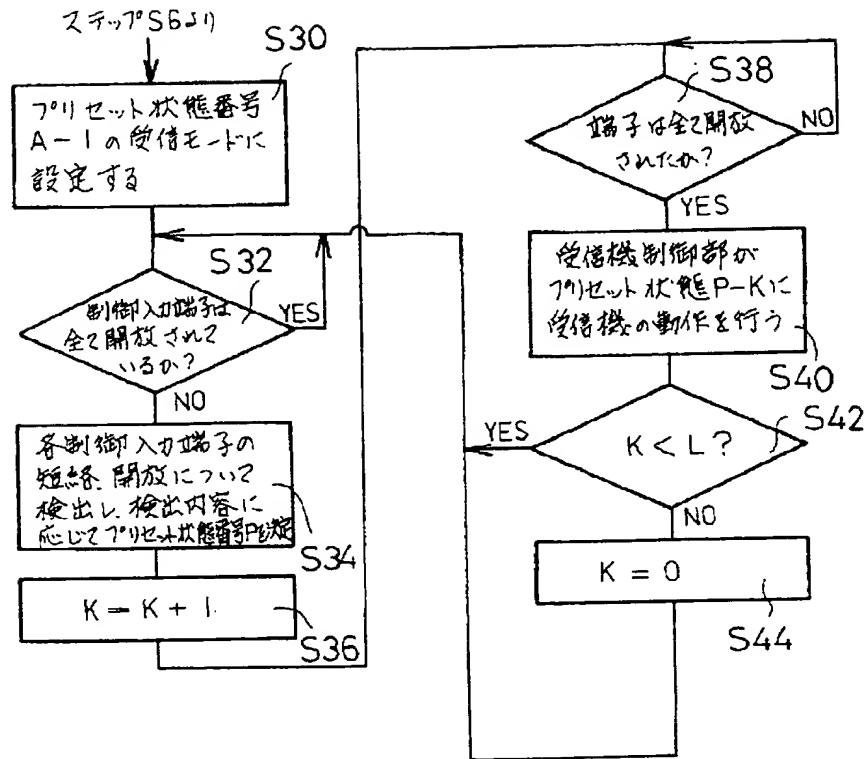 ステップS6より
S30
プリセット状態番号
A-1の受信モードに
設定する
S32
制御入力端子は
全て開放されて
いるか?
YES
NO
各制御入力端子の
短絡、開放について
検出し、検出内容に
応じてプリセット状態番号Pを決定
S34
K=K+1
S36
S38
端子は全て開放
されたか?
NO
YES
受信機制御部が
プリセット状態P-Kに
受信機の動作を行う
S40
S42
K<L?
YES
NO
K=0
S44